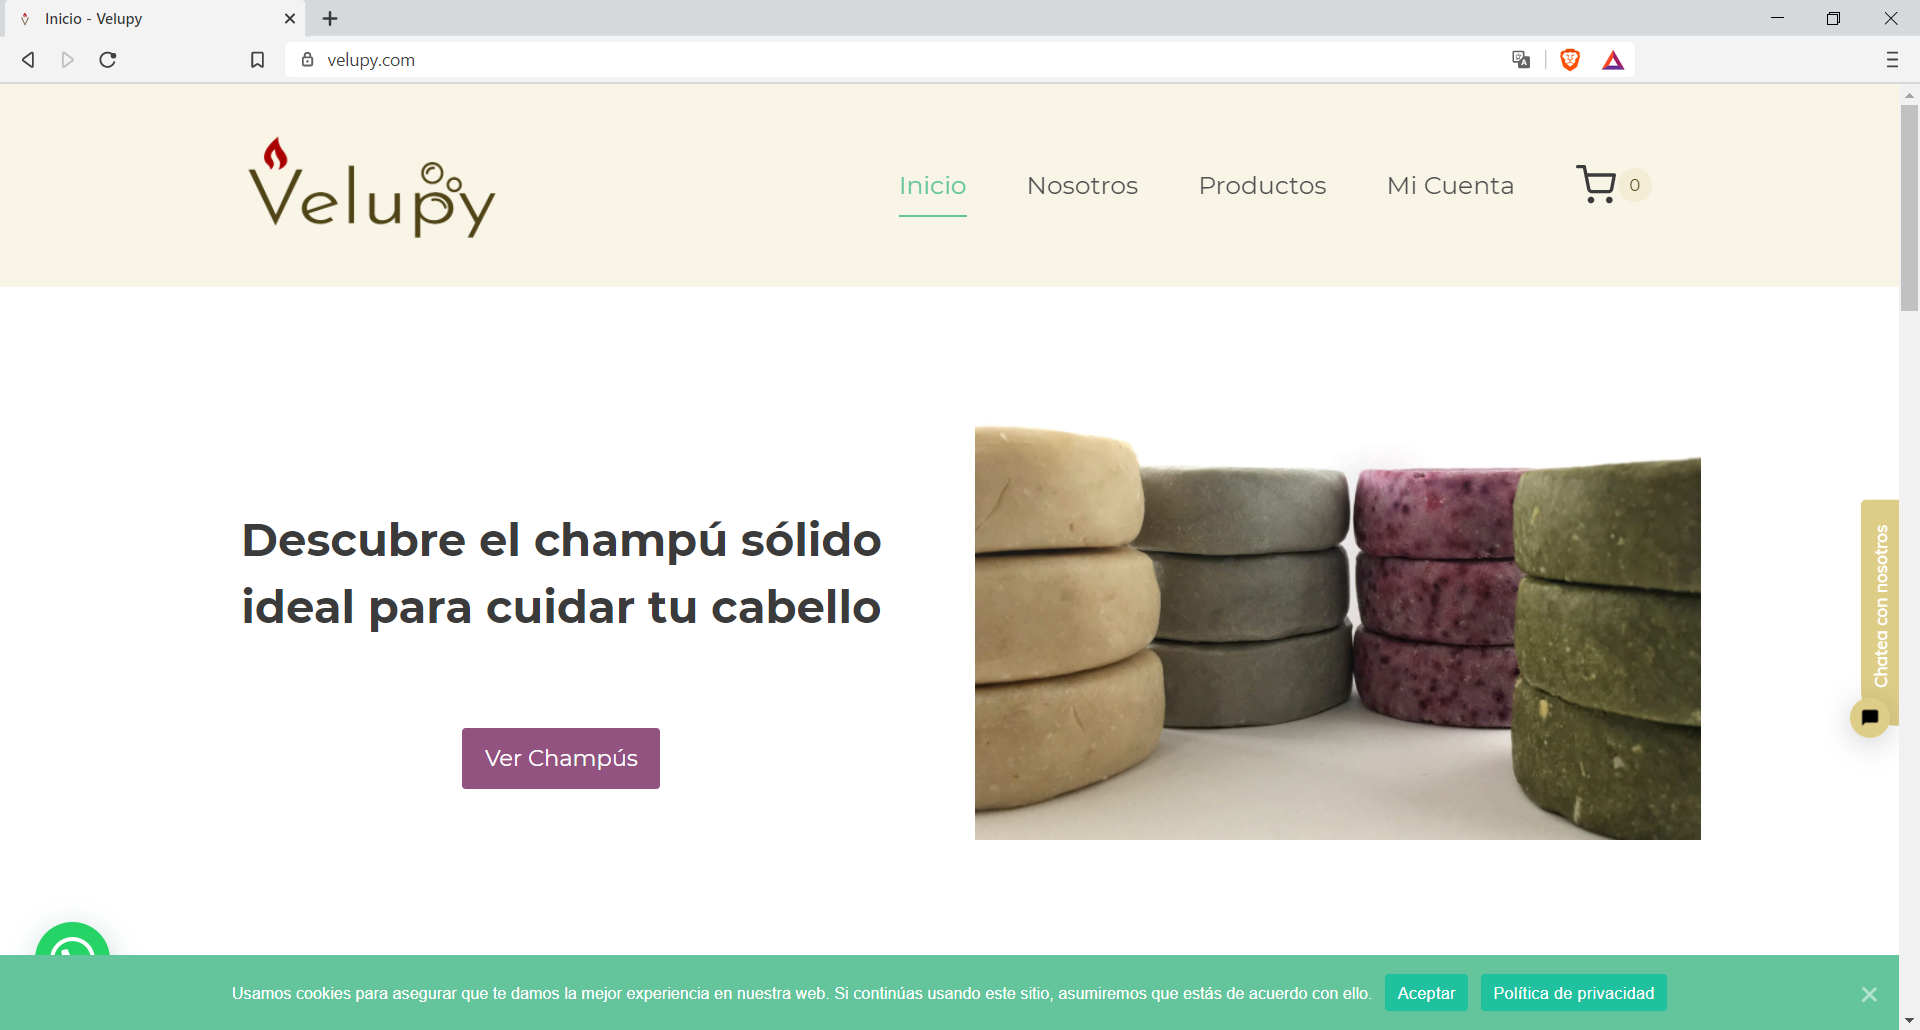 Inicio - Velupy
velupy.com
Velupy
Inicio
Nosotros
Productos
Mi Cuenta
0
Descubre el champú sólido
ideal para cuidar tu cabello
Ver Champús
Chatea con nosotros
Usamos cookies para asegurar que te damos la mejor experiencia en nuestra web. Si continúas usando este sitio, asumiremos que estás de acuerdo con ello.
Aceptar
Política de privacidad